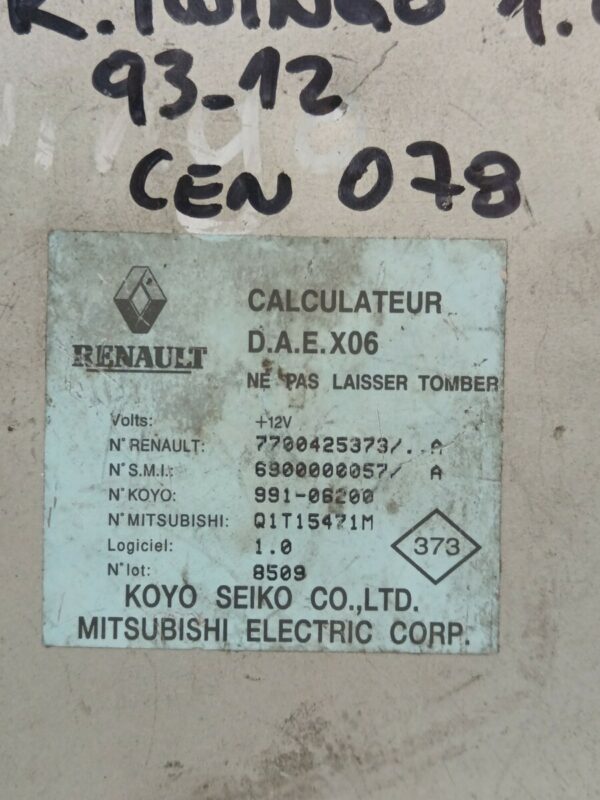 R. TWINGO 1.
93-12
CEN 078
RENAULT
CALCULATEUR
D.A.E. X06
NE PAS LAISSER TOMBER
Volts: +12V
N° RENAULT: 7700425373/..A
N° S.M.I.: 6900000057/ A
N° KOYO: 991-06200
N° MITSUBISHI: Q1T15471M
Logiciel: 1.0
N° lot: 8509
373
KOYO SEIKO CO.,LTD.
MITSUBISHI ELECTRIC CORP.